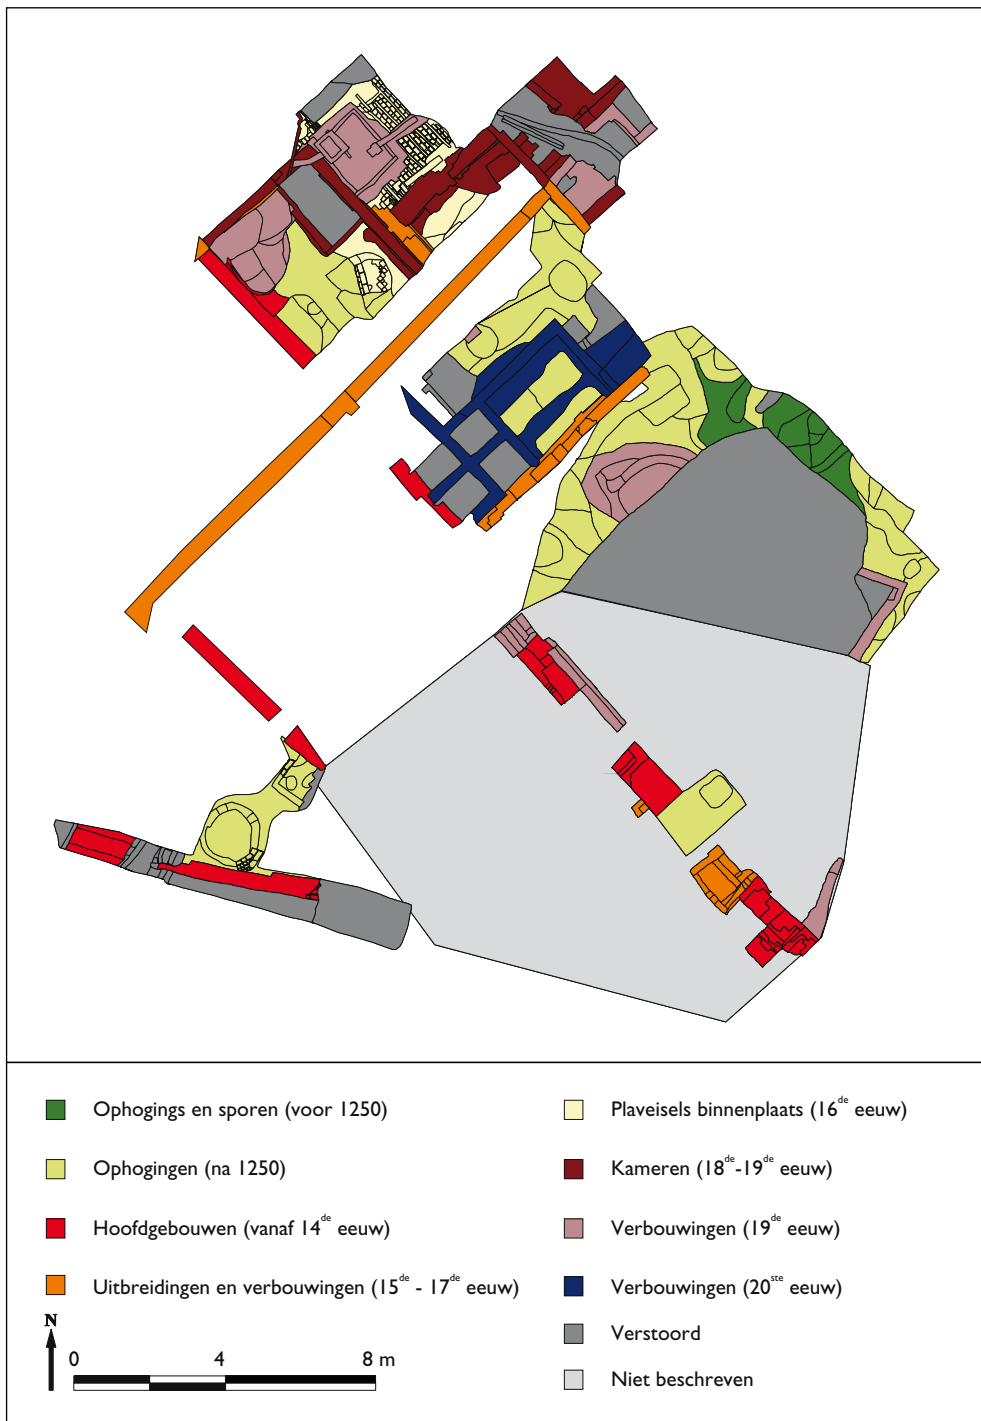 Ophogings en sporen (voor 1250)
Ophogingen (na 1250)
Hoofdgebouwen (vanaf 14de eeuw)
Uitbreidingen en verbouwingen (15de - 17de eeuw)
Plaveisels binnenplaats (16de eeuw)
Kameren (18de-19de eeuw)
Verbouwingen (19de eeuw)
Verbouwingen (20ste eeuw)
Verstoord
Niet beschreven
N
0 4 8 m